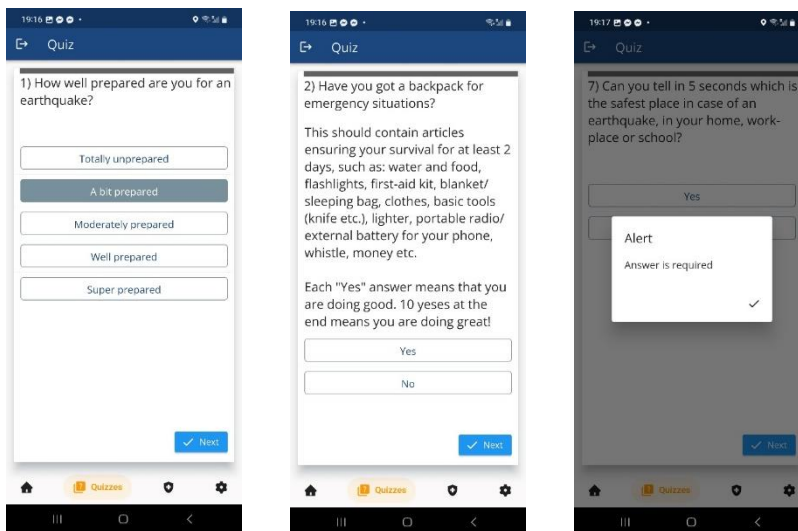 19:16
Quiz
1) How well prepared are you for an
earthquake?
Totally unprepared
A bit prepared
Moderately prepared
Well prepared
Super prepared
Next
Quizzes
19:16
Quiz
2) Have you got a backpack for
emergency situations?
This should contain articles
ensuring your survival for at least 2
days, such as: water and food,
flashlights, first-aid kit, blanket/
sleeping bag, clothes, basic tools
(knife etc.), lighter, portable radio/
external battery for your phone,
whistle, money etc.
Each "Yes" answer means that you
are doing good. 10 yeses at the
end means you are doing great!
Yes
No
Next
Quizzes
19:17
Quiz
7) Can you tell in 5 seconds which is
the safest place in case of an
earthquake, in your home, work-
place or school?
Yes
Alert
Answer is required
Next
Quizzes